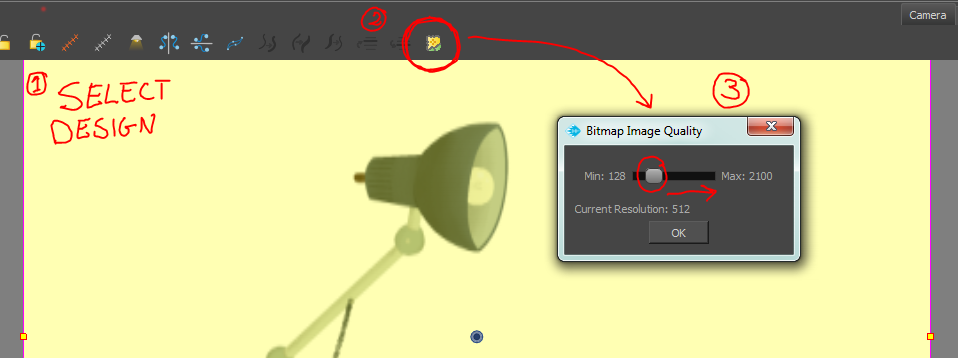 ②
Camera
① SELECT
DESIGN
③
Bitmap Image Quality
Min: 128 Max: 2100
Current Resolution: 512
OK